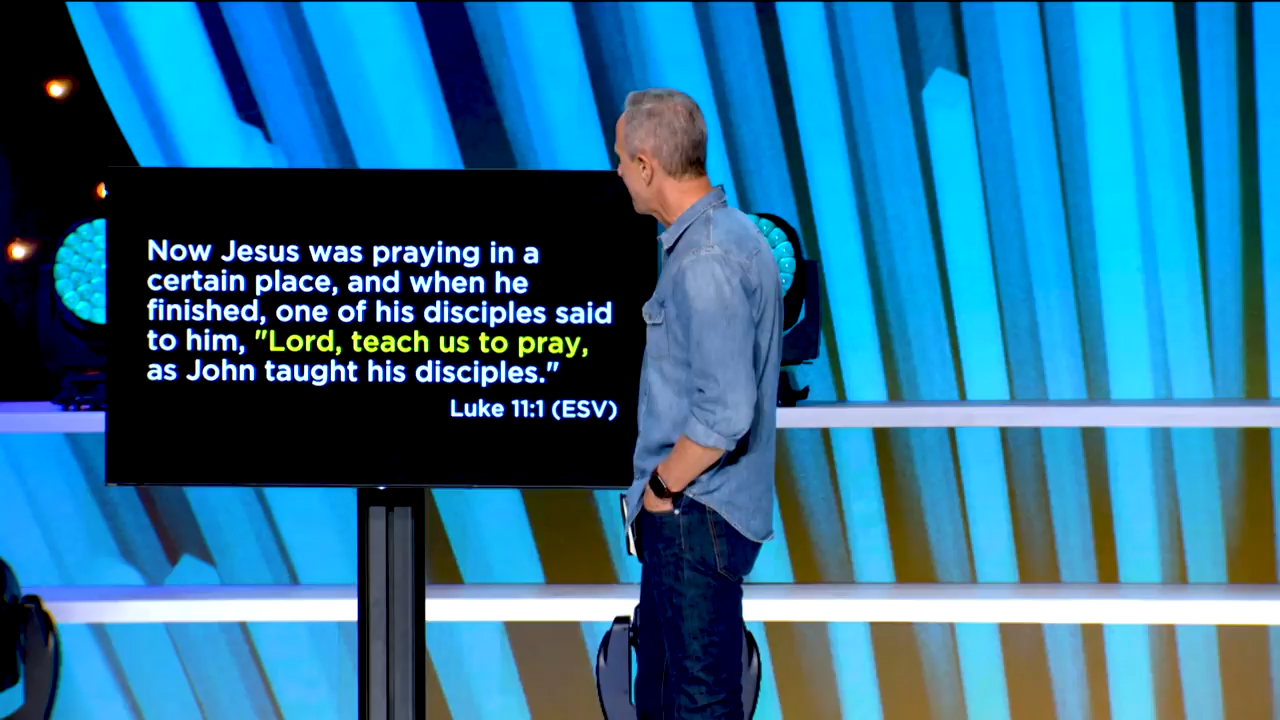 Now Jesus was praying in a
certain place, and when he
finished, one of his disciples said
to him, "Lord, teach us to pray,
as John taught his disciples."
Luke 11:1 (ESV)